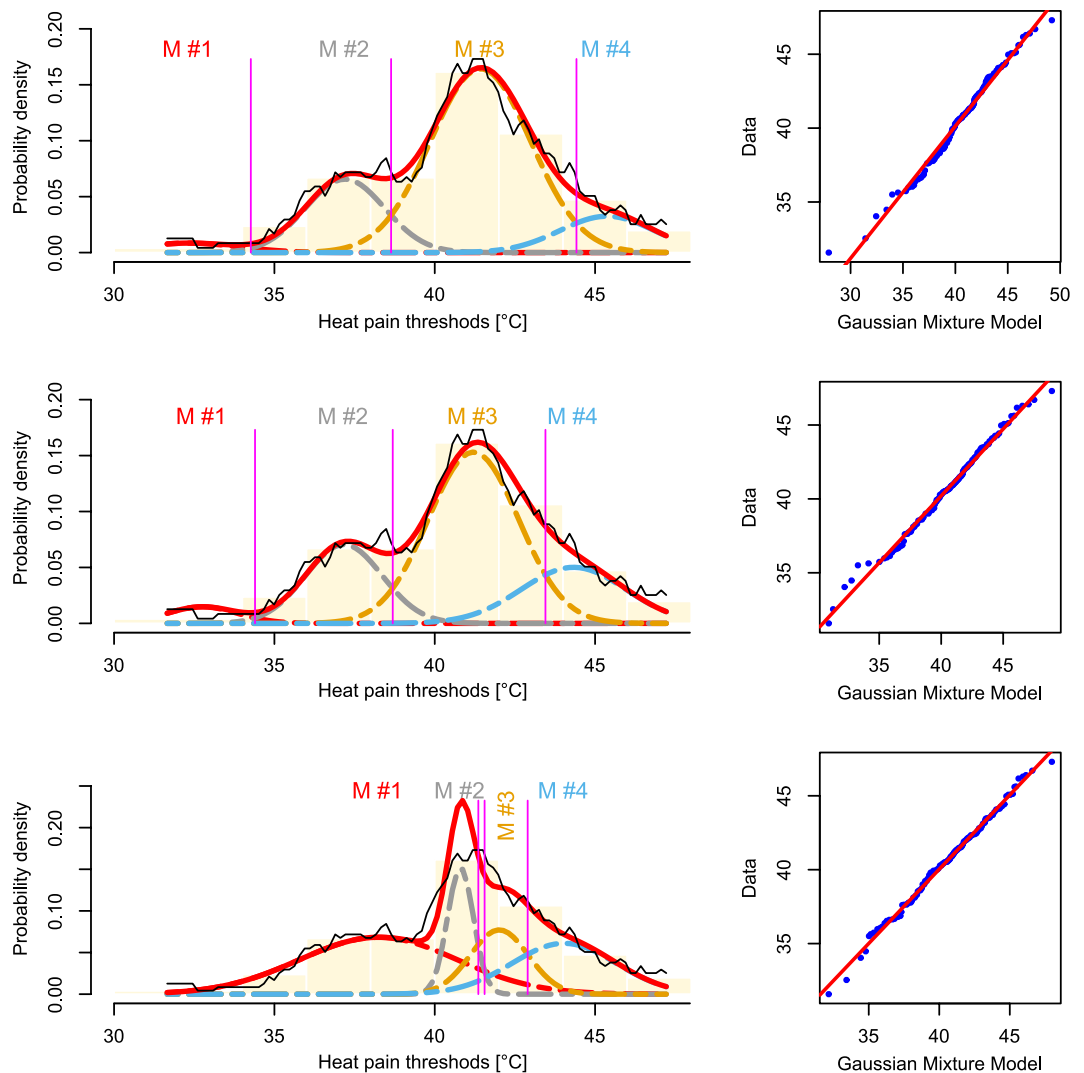 0.20
0.15
0.10
0.05
0.00
Probability density
M #1
M #2
M #3
M #4
30
35
40
45
Heat pain threshods [°C]
45
40
35
Data
30
35
40
45
50
Gaussian Mixture Model
0.20
0.15
0.10
0.05
0.00
Probability density
M #1
M #2
M #3
M #4
30
35
40
45
Heat pain threshods [°C]
45
40
35
Data
35
40
45
Gaussian Mixture Model
0.20
0.10
0.00
Probability density
M #1
M #2
M #3
M #4
30
35
40
45
Heat pain threshods [°C]
45
40
35
Data
35
40
45
Gaussian Mixture Model